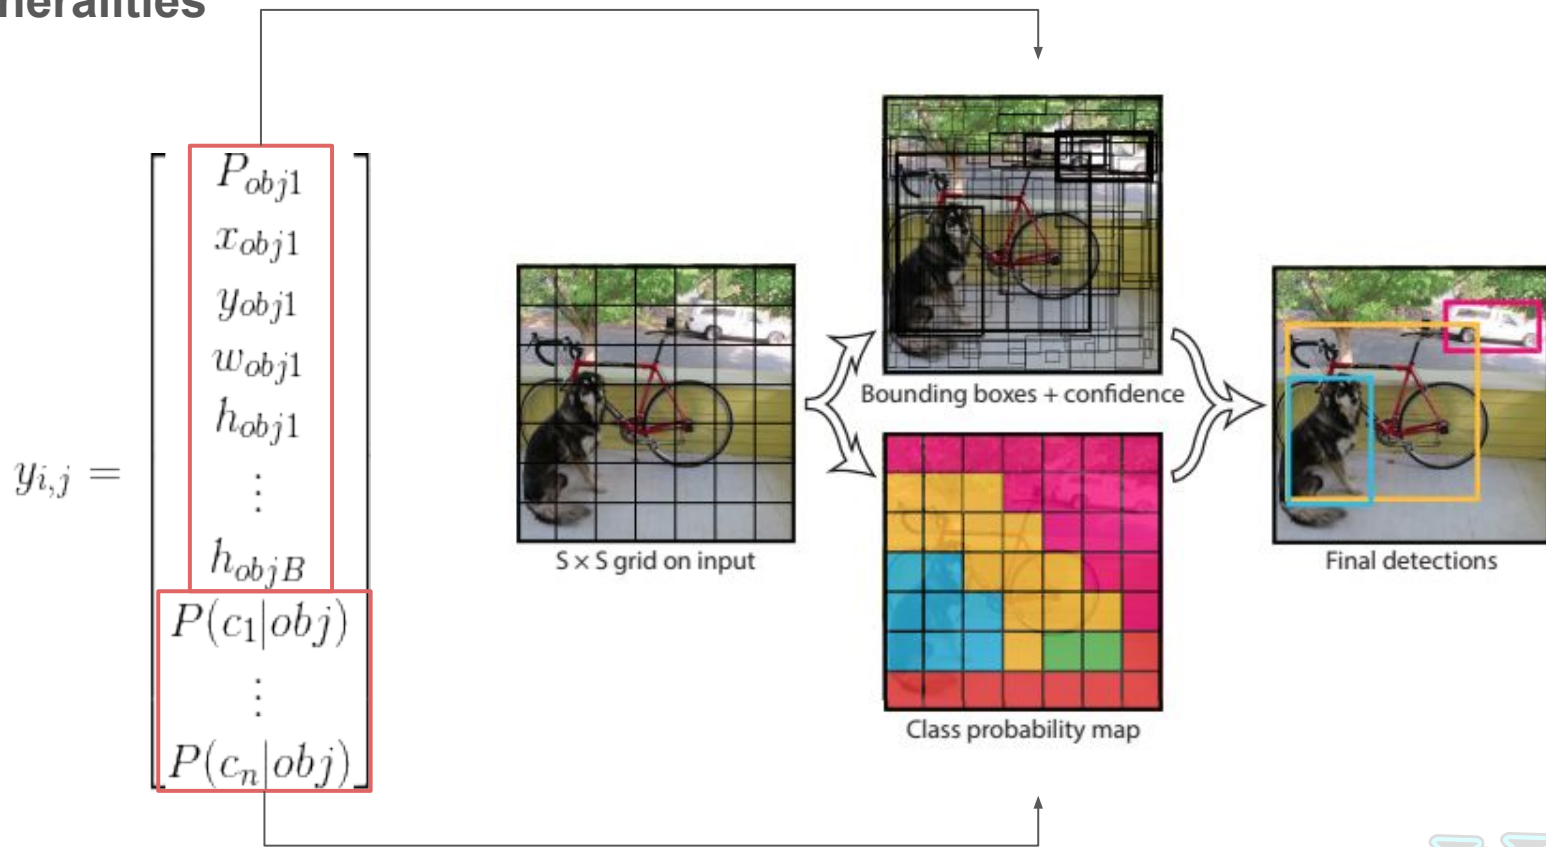 neralities
y_{i,j} =
P_{obj1}
x_{obj1}
y_{obj1}
w_{obj1}
h_{obj1}
⋮
h_{objB}
P(c_1|obj)
⋮
P(c_n|obj)
S × S grid on input
Bounding boxes + confidence
Class probability map
Final detections